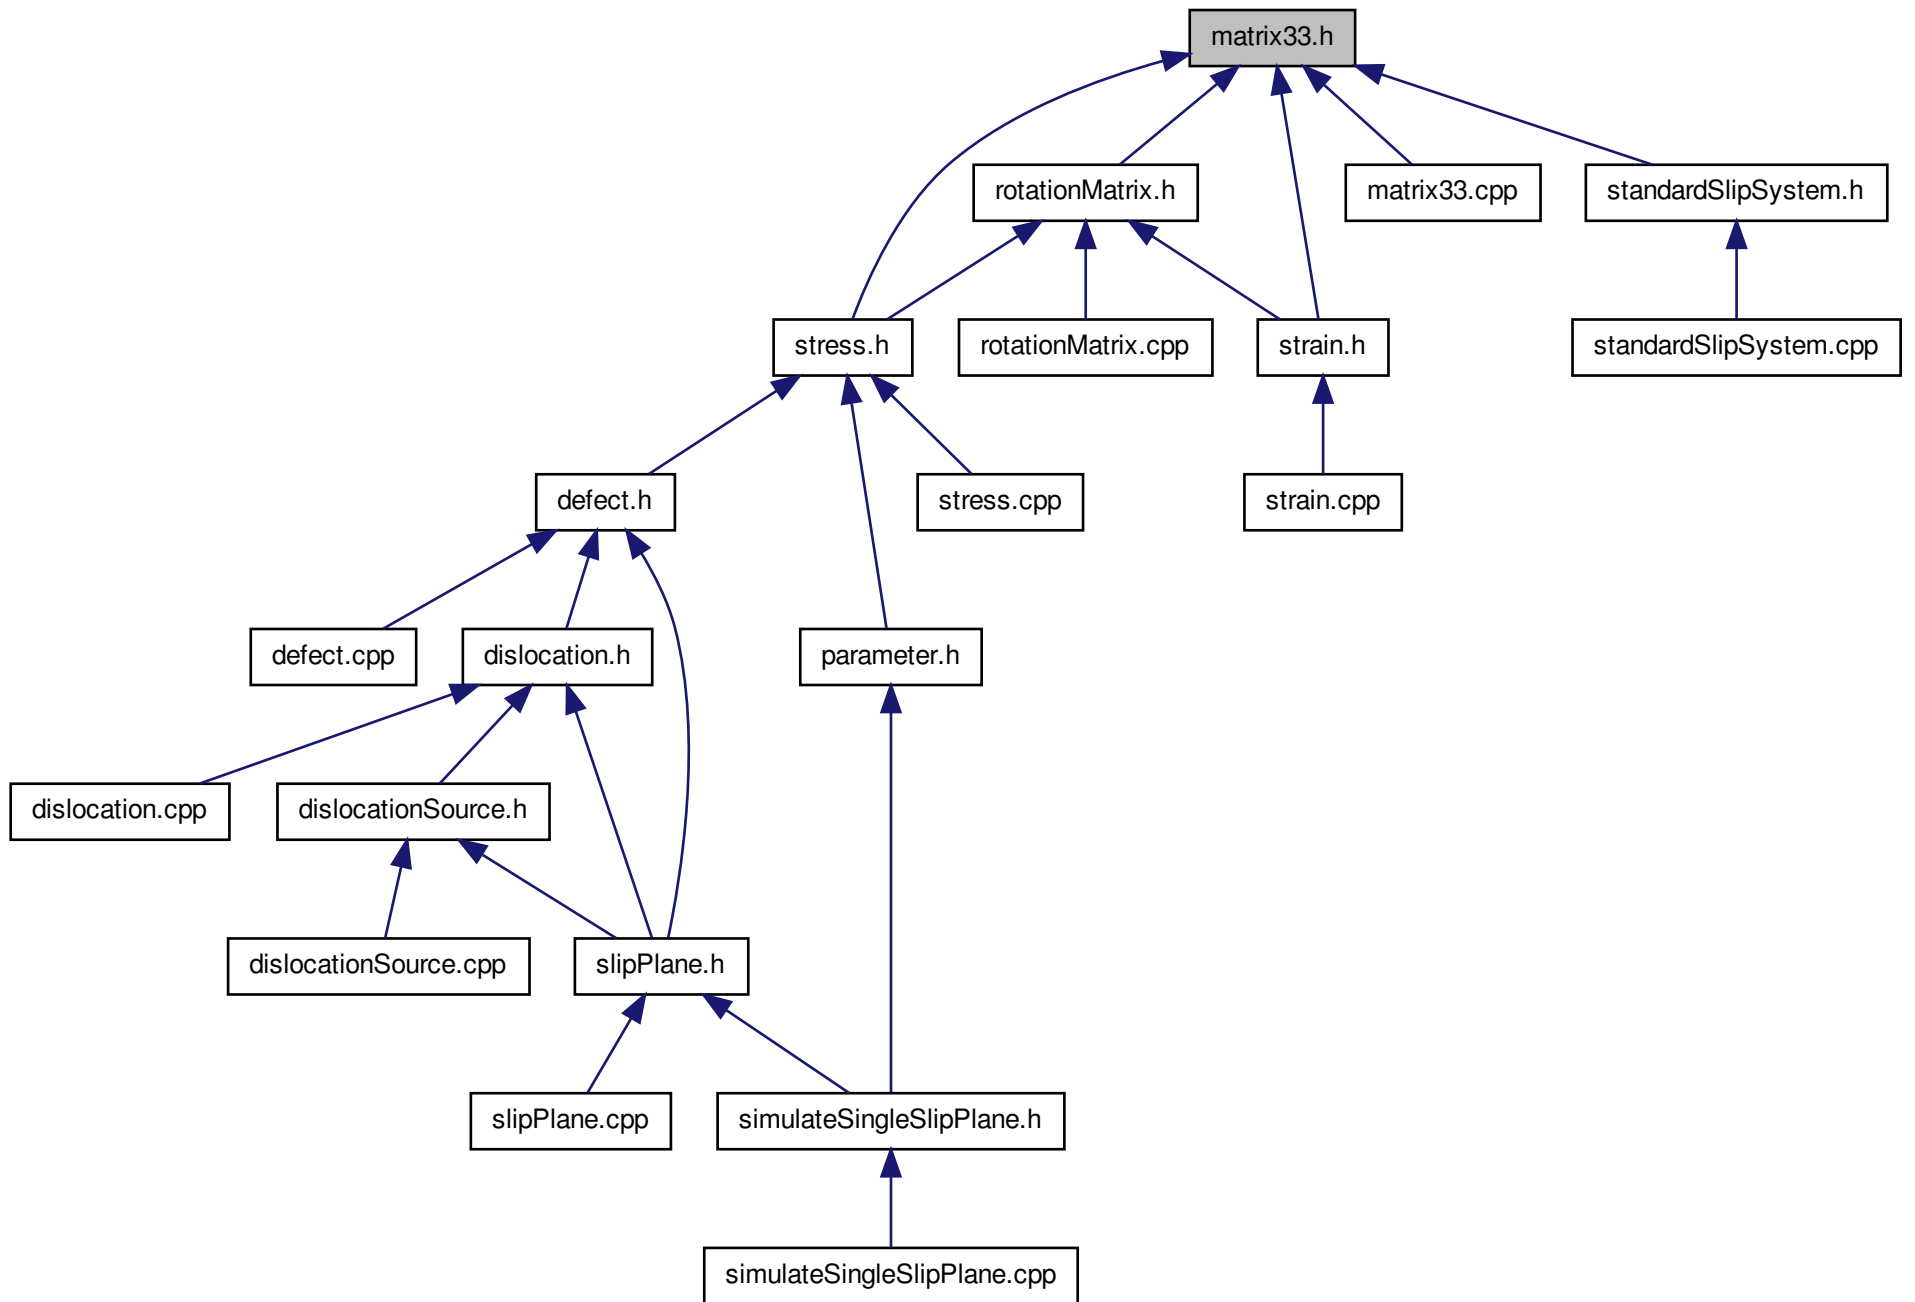 matrix33.h
rotationMatrix.h
matrix33.cpp
standardSlipSystem.h
stress.h
rotationMatrix.cpp
strain.h
standardSlipSystem.cpp
defect.h
stress.cpp
strain.cpp
defect.cpp
dislocation.h
parameter.h
dislocation.cpp
dislocationSource.h
dislocationSource.cpp
slipPlane.h
slipPlane.cpp
simulateSingleSlipPlane.h
simulateSingleSlipPlane.cpp